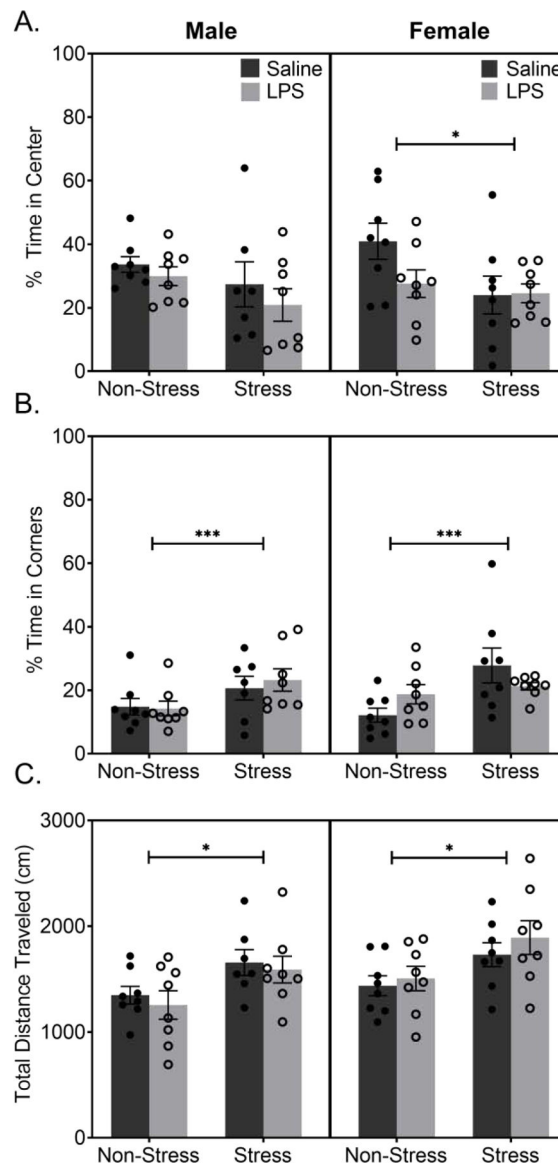 A.
Male Female
100
80
60
40
20
0
% Time in Center
Saline
LPS
Saline
LPS
*
Non-Stress Stress Non-Stress Stress
B.
100
80
60
40
20
0
% Time in Corners
*** ***
Non-Stress Stress Non-Stress Stress
C.
3000
2000
1000
0
Total Distance Traveled (cm)
* *
Non-Stress Stress Non-Stress Stress